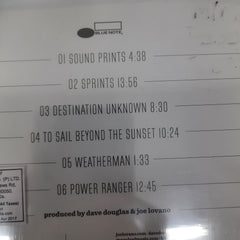 BLUE NOTE
01 SOUND PRINTS 4:38
02 SPRINTS 13:56
03 DESTINATION UNKNOWN 8:30
04 TO SAIL BEYOND THE SUNSET 10:24
05 WEATHERMAN 1:33
06 POWER RANGER 12:45
produced by dave douglas & joe lovano
(P) LTD.